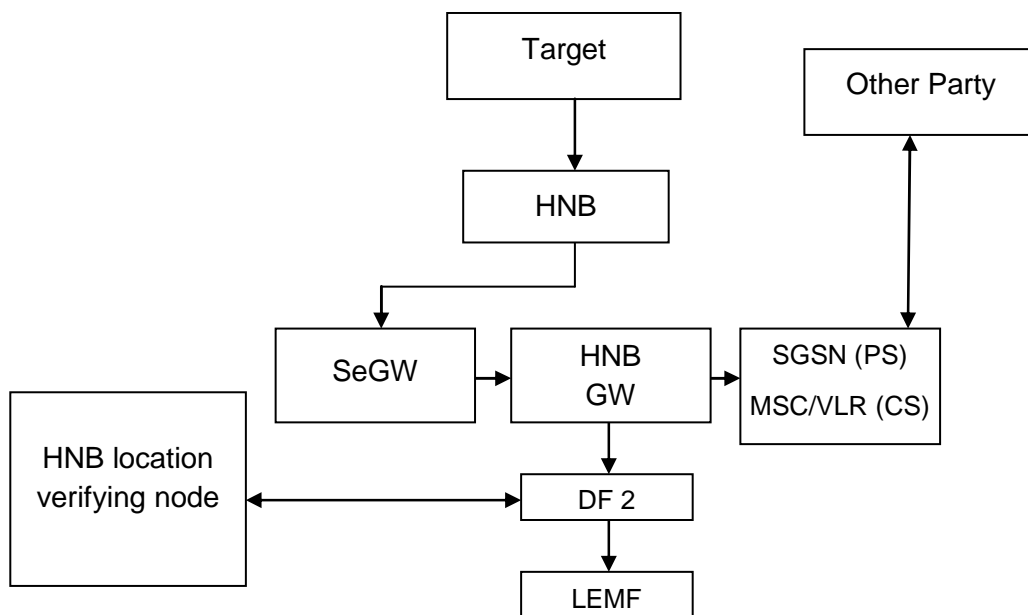 Target
Other Party
HNB
SeGW
HNB
GW
SGSN (PS)
MSC/VLR (CS)
HNB location
verifying node
DF 2
LEMF